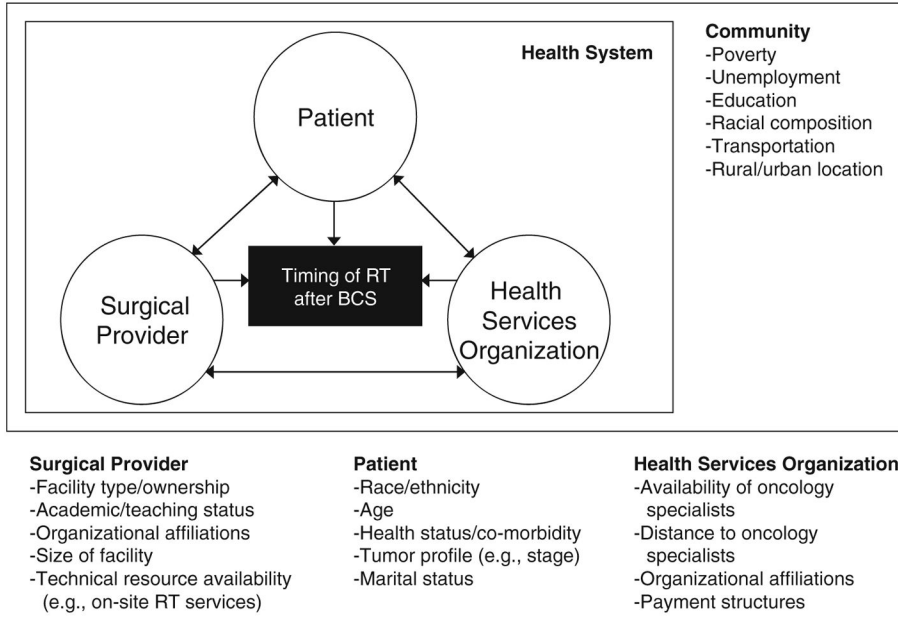 Health System
Patient
Surgical
Provider
Timing of RT
after BCS
Health
Services
Organization
Community
-Poverty
-Unemployment
-Education
-Racial composition
-Transportation
-Rural/urban location
Surgical Provider
-Facility type/ownership
-Academic/teaching status
-Organizational affiliations
-Size of facility
-Technical resource availability
(e.g., on-site RT services)
Patient
-Race/ethnicity
-Age
-Health status/co-morbidity
-Tumor profile (e.g., stage)
-Marital status
Health Services Organization
-Availability of oncology
specialists
-Distance to oncology
specialists
-Organizational affiliations
-Payment structures